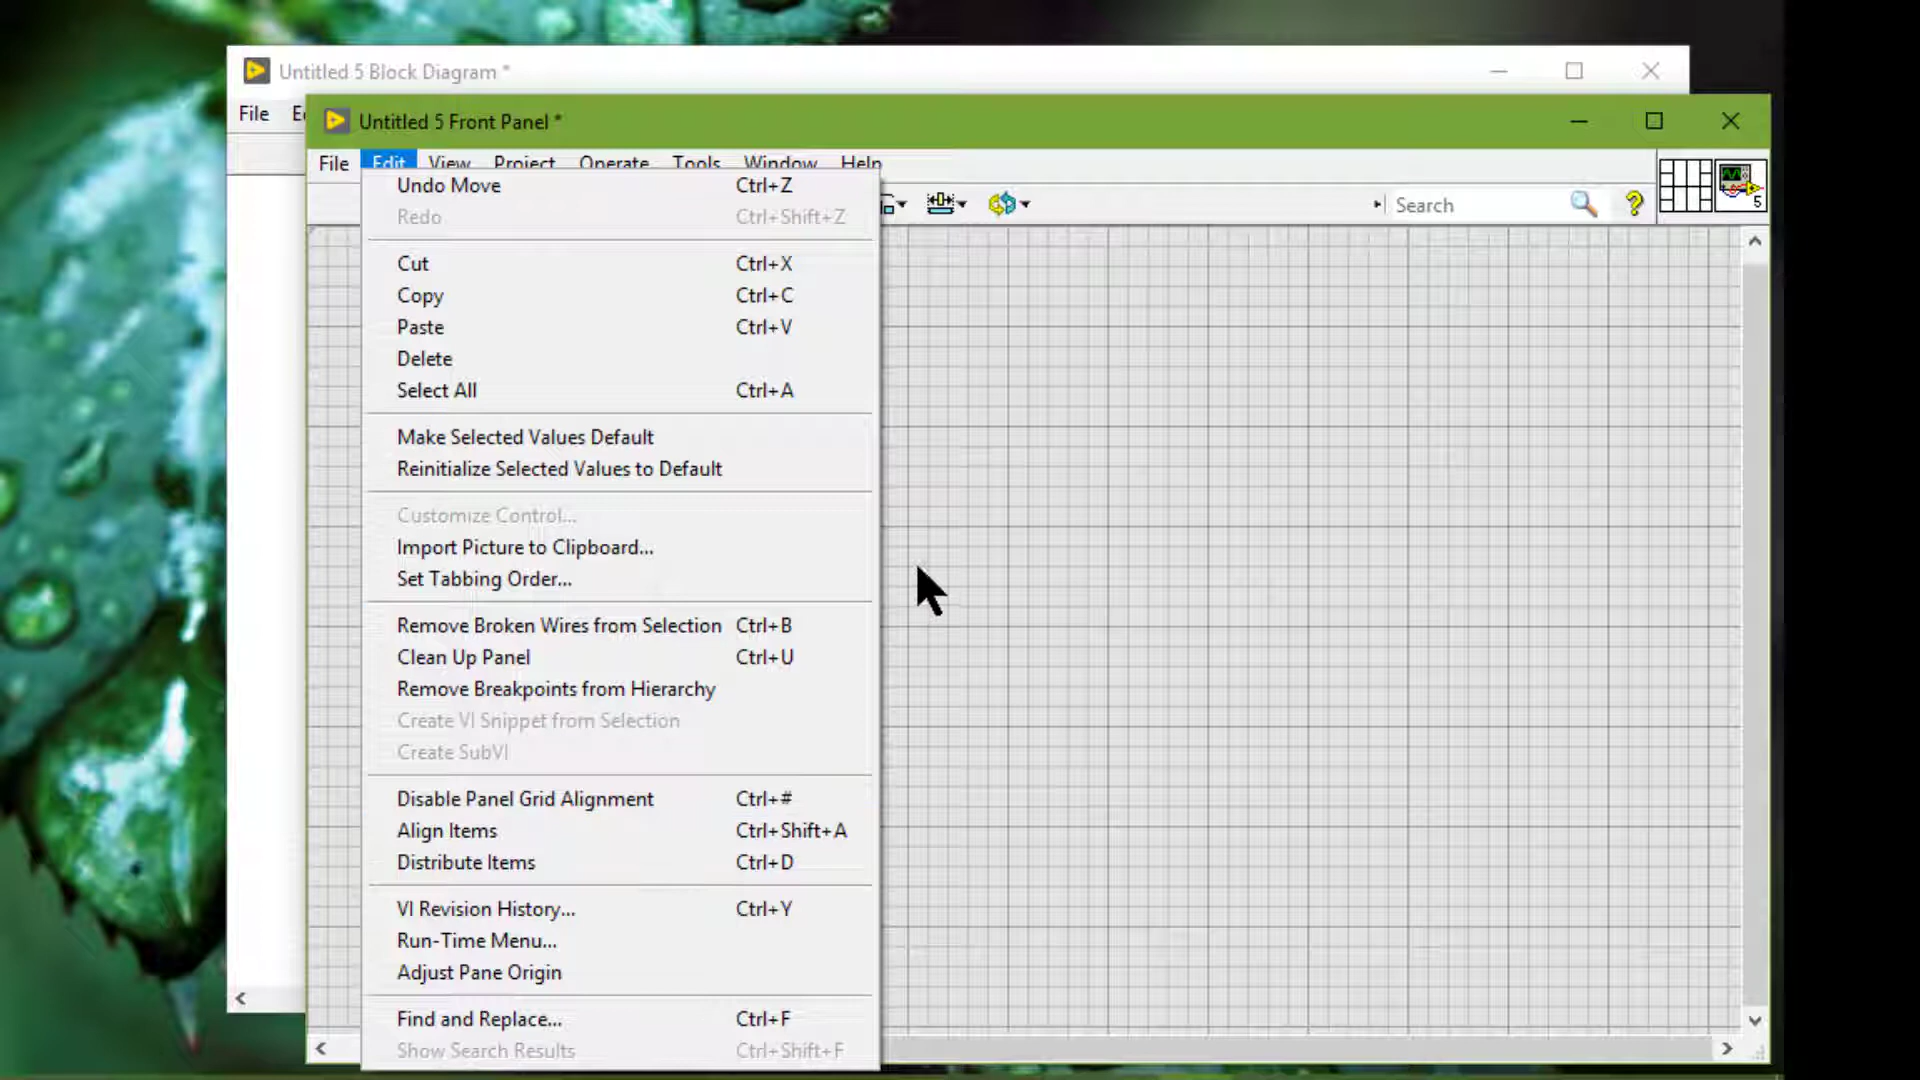 Untitled 5 Block Diagram *
File
Untitled 5 Front Panel *
File Edit View Project Operate Tools Window Help
Search
5
Undo Move Ctrl+Z
Redo Ctrl+Shift+Z
Cut Ctrl+X
Copy Ctrl+C
Paste Ctrl+V
Delete
Select All Ctrl+A
Make Selected Values Default
Reinitialize Selected Values to Default
Customize Control...
Import Picture to Clipboard...
Set Tabbing Order...
Remove Broken Wires from Selection Ctrl+B
Clean Up Panel Ctrl+U
Remove Breakpoints from Hierarchy
Create VI Snippet from Selection
Create SubVI
Disable Panel Grid Alignment Ctrl+#
Align Items Ctrl+Shift+A
Distribute Items Ctrl+D
VI Revision History... Ctrl+Y
Run-Time Menu...
Adjust Pane Origin
Find and Replace... Ctrl+F
Show Search Results Ctrl+Shift+F